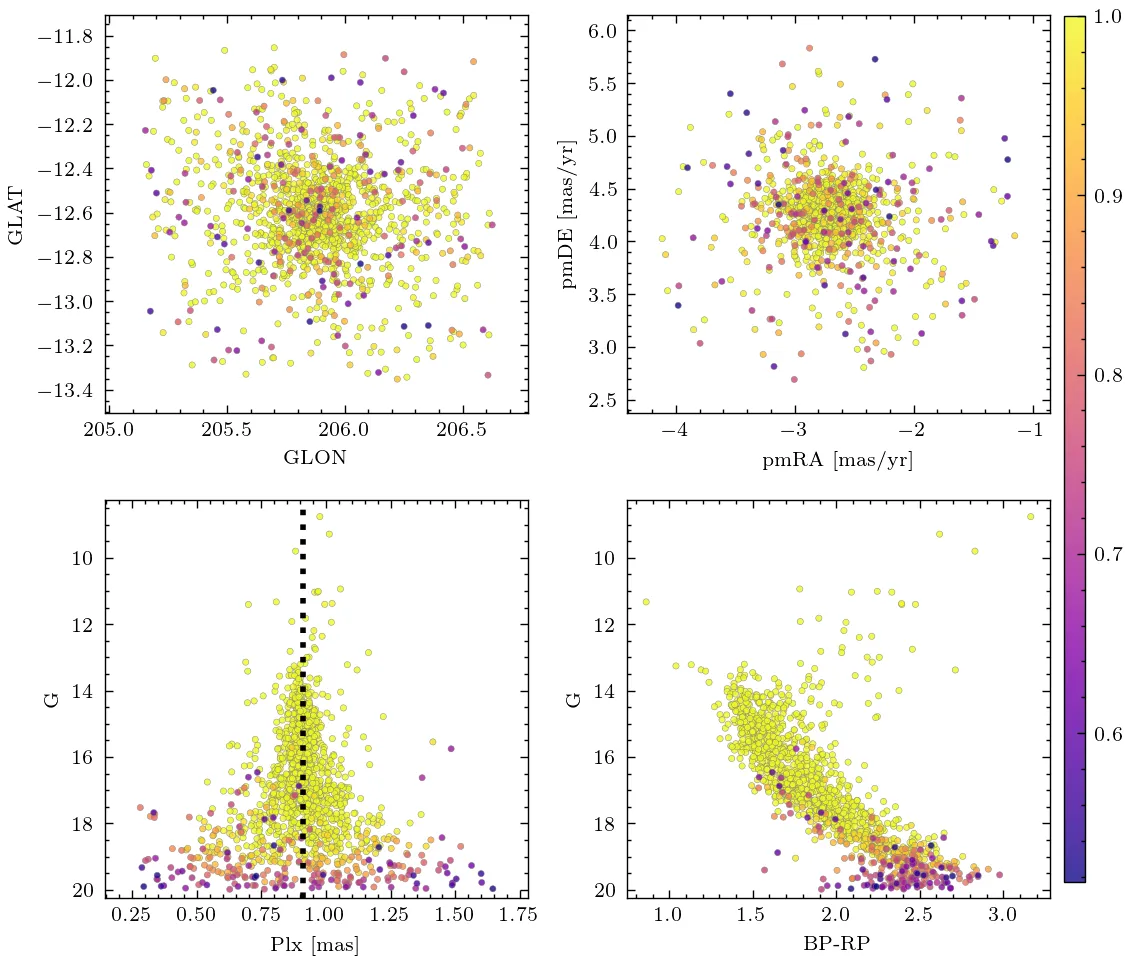 −11.8
−12.0
−12.2
−12.4
−12.6
−12.8
−13.0
−13.2
−13.4
GLAT
205.0 205.5 206.0 206.5
GLON
6.0
5.5
5.0
4.5
4.0
3.5
3.0
2.5
pmDE [mas/yr]
−4 −3 −2 −1
pmRA [mas/yr]
1.0
0.9
0.8
0.7
0.6
10
12
14
16
18
20
G
0.25 0.50 0.75 1.00 1.25 1.50 1.75
Plx [mas]
10
12
14
16
18
20
G
1.0 1.5 2.0 2.5 3.0
BP-RP